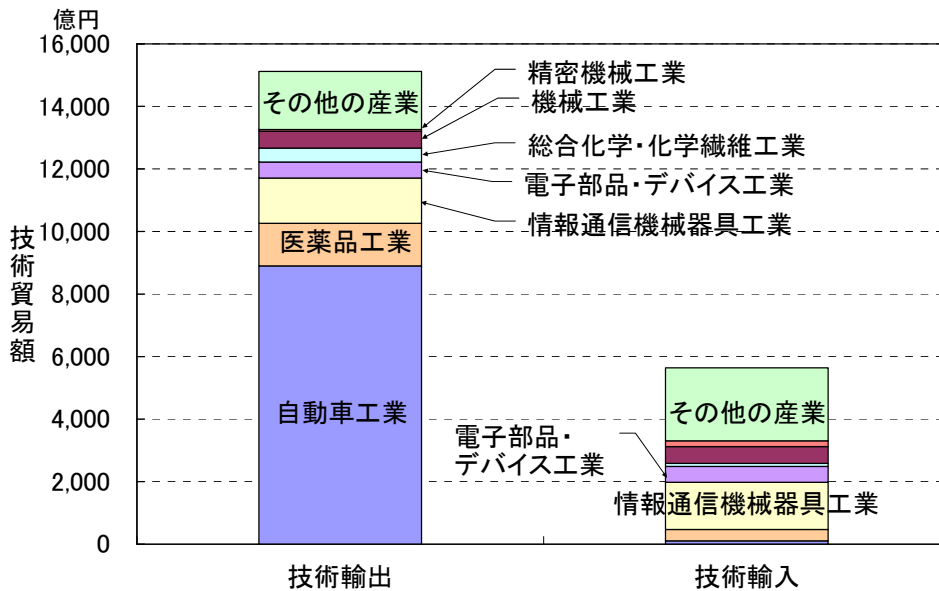 億円
16,000
14,000
12,000
10,000
8,000
6,000
4,000
2,000
0
技術貿易額
その他の産業
医薬品工業
自動車工業
精密機械工業
機械工業
総合化学・化学繊維工業
電子部品・デバイス工業
情報通信機械器具工業
その他の産業
電子部品・
デバイス工業
情報通信機械器具工業
技術輸出
技術輸入